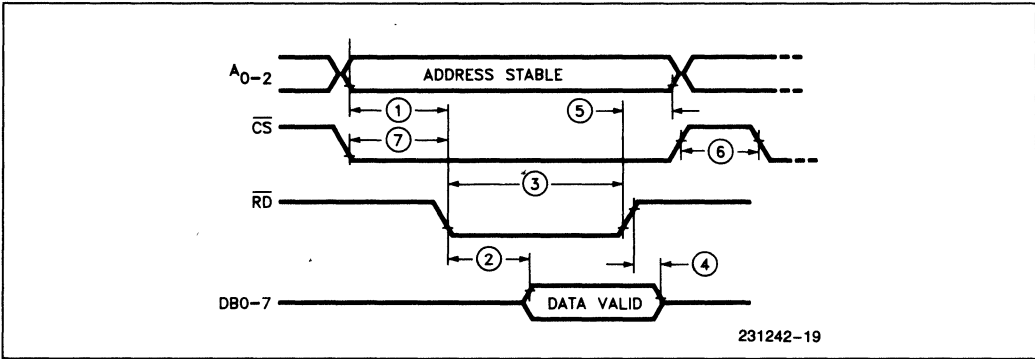 A0-2 ADDRESS STABLE
1 5
CS
7 6
3
RD
2 4
DB0-7 DATA VALID
231242-19